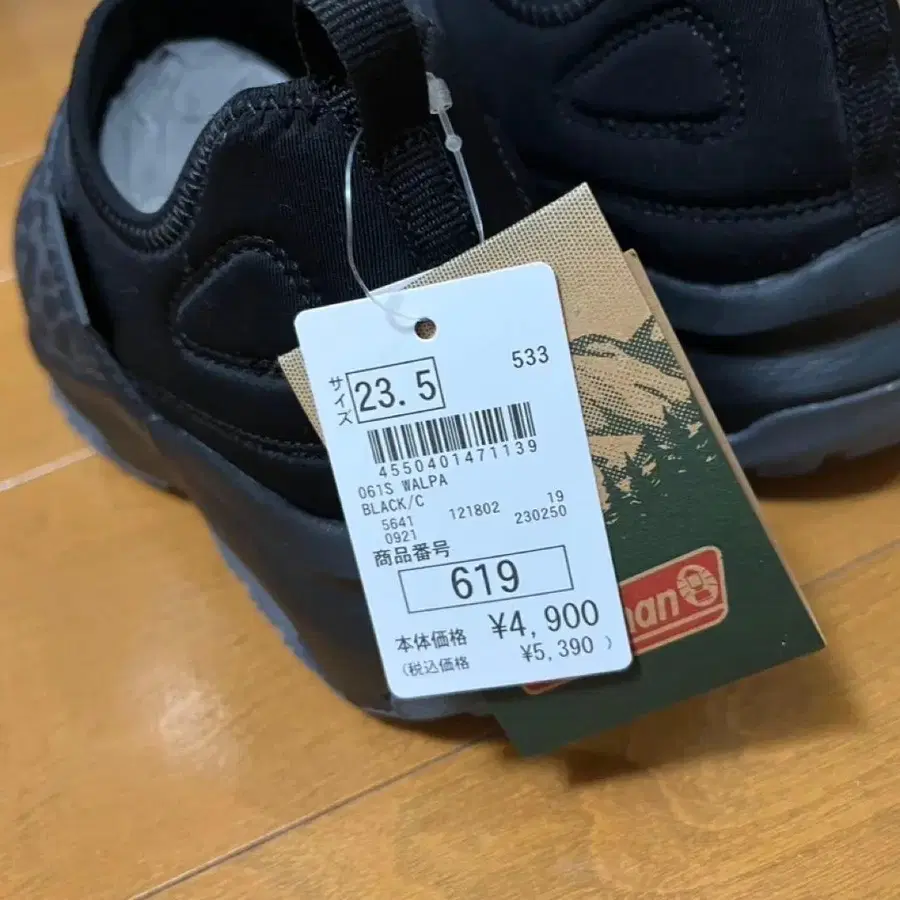 サイズ 23.5 533
4550401471139
061S WALPA
BLACK/C
5641 121802 19
0921 230250
商品番号
619
本体価格 ¥4,900
(税込価格 ¥5,390)
man